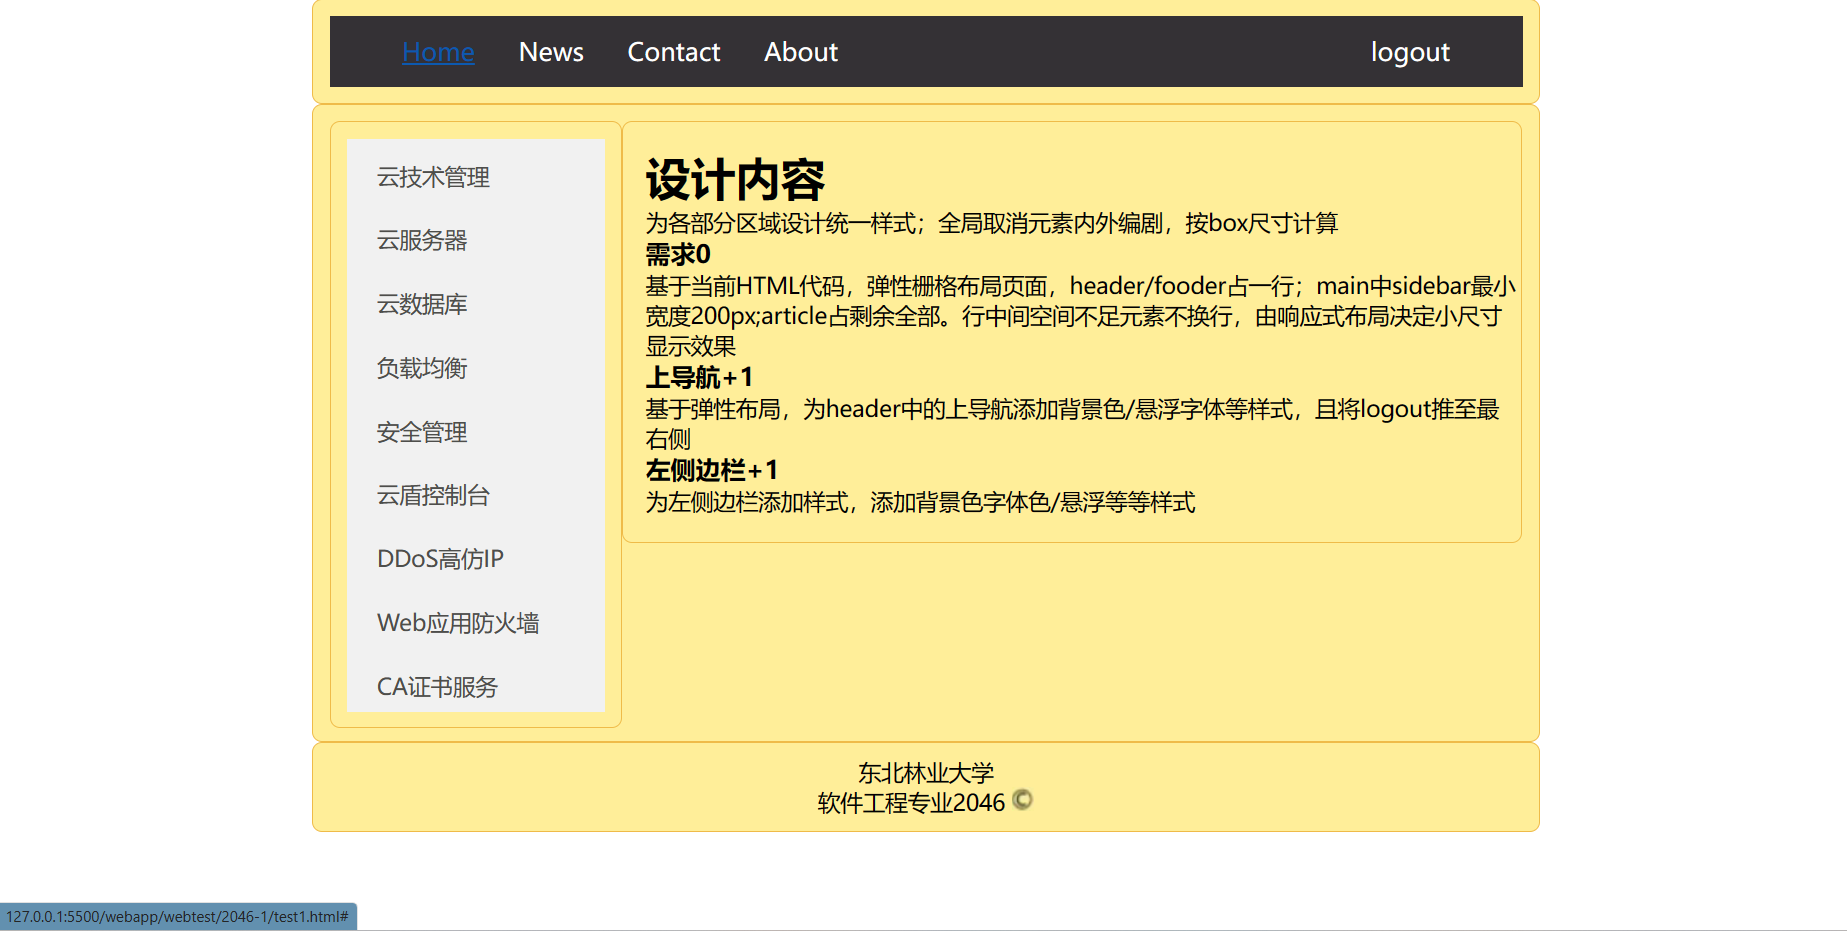 Home News Contact About logout
云技术管理
云服务器
云数据库
负载均衡
安全管理
云盾控制台
DDoS高仿IP
Web应用防火墙
CA证书服务
设计内容
为各部分区域设计统一样式；全局取消元素内外编剧，按box尺寸计算
需求0
基于当前HTML代码，弹性栅格布局页面，header/fooder占一行；main中sidebar最小
宽度200px;article占剩余全部。行中间空间不足元素不换行，由响应式布局决定小尺寸
显示效果
上导航+1
基于弹性布局，为header中的上导航添加背景色/悬浮字体等样式，且将logout推至最
右侧
左侧边栏+1
为左侧边栏添加样式，添加背景色字体色/悬浮等等样式
东北林业大学
软件工程专业2046 ©
127.0.0.1:5500/webapp/webtest/2046-1/test1.html#